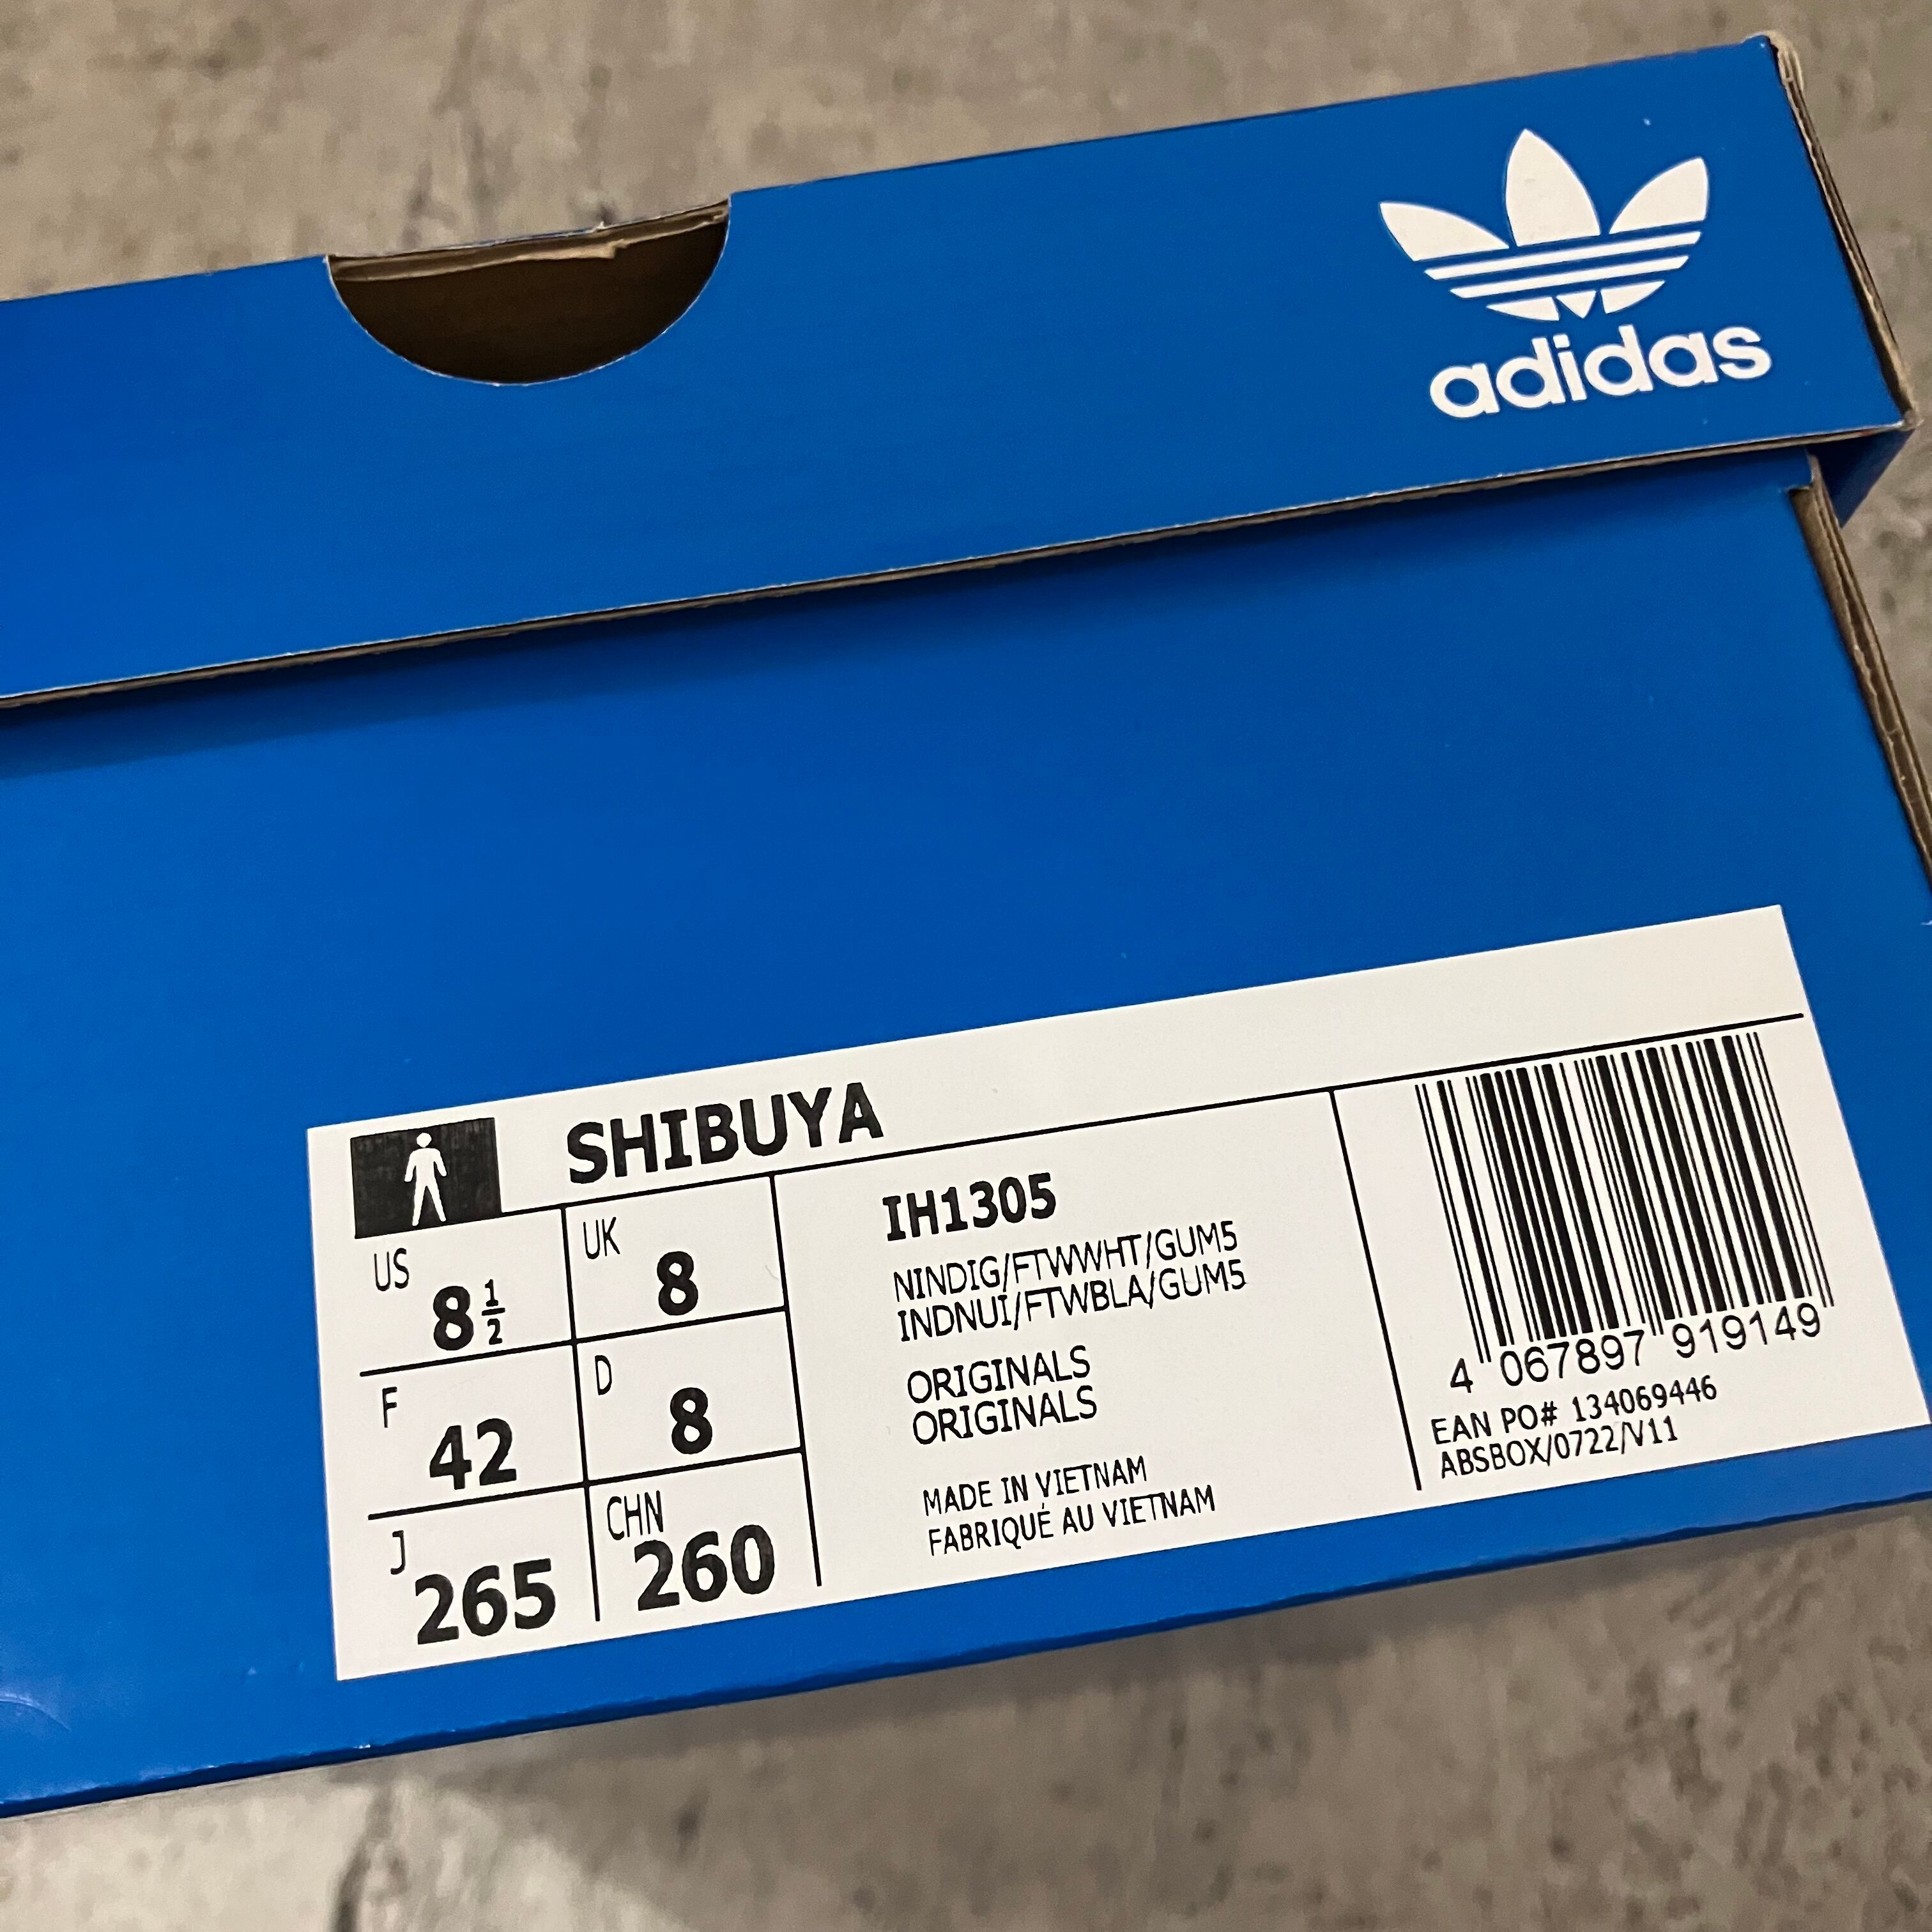 adidas
SHIBUYA
US
8 1/2
UK
8
F
42
D
8
J
265
CHN
260
IH1305
NINDIG/FTWWHT/GUM5
INDNUI/FTWBLA/GUM5
ORIGINALS
ORIGINALS
MADE IN VIETNAM
FABRIQUÉ AU VIETNAM
4 067897 919149
EAN PO# 134069446
ABSBOX/0722/V11